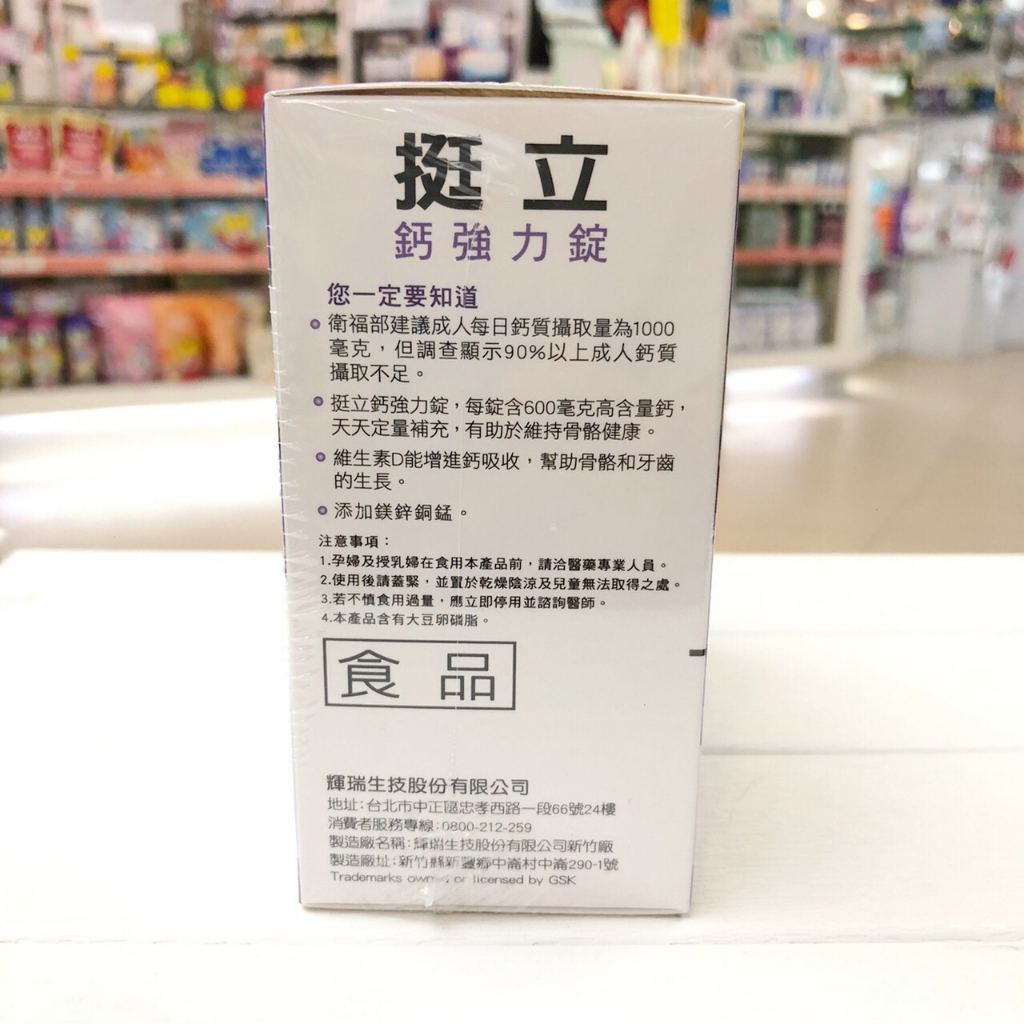 挺立
鈣強力錠
您一定要知道
衛福部建議成人每日鈣質攝取量為1000
毫克，但調查顯示90%以上成人鈣質
攝取不足。
挺立鈣強力錠，每錠含600毫克高含量鈣，
天天定量補充，有助於維持骨骼健康。
維生素D能增進鈣吸收，幫助骨骼和牙齒
的生長。
添加鎂鋅銅錳。
注意事項：
1.孕婦及授乳婦在食用本產品前，請洽醫藥專業人員。
2.使用後請蓋緊，並置於乾燥陰涼及兒童無法取得之處。
3.若不慎食用過量，應立即停用並諮詢醫師。
4.本產品含有大豆卵磷脂。
食品
輝瑞生技股份有限公司
地址：台北市中正區忠孝西路一段66號24樓
消費者服務專線：0800-212-259
製造廠名稱：輝瑞生技股份有限公司新竹廠
製造廠址：新竹縣新豐鄉中崙村中崙290-1號
Trademarks owned or licensed by GSK